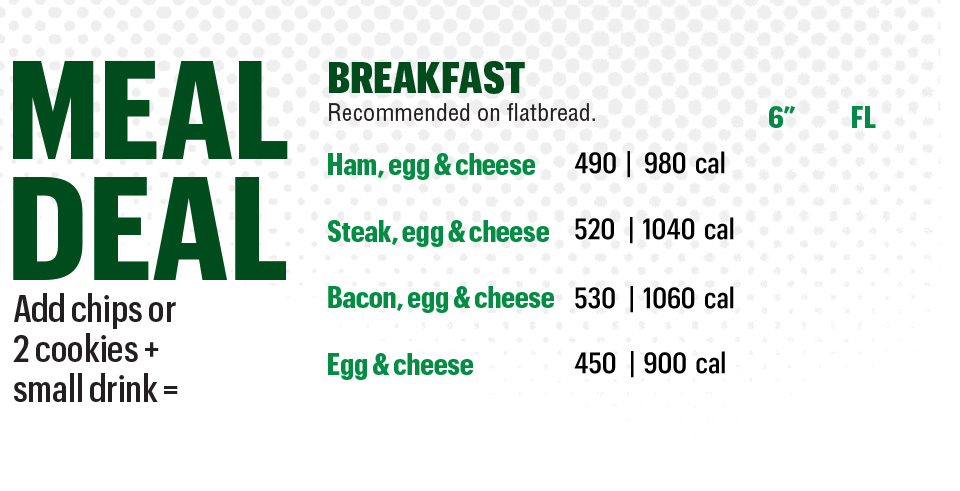 MEAL
DEAL
Add chips or
2 cookies +
small drink =
BREAKFAST
Recommended on flatbread.
6” FL
Ham, egg & cheese 490 | 980 cal
Steak, egg & cheese 520 | 1040 cal
Bacon, egg & cheese 530 | 1060 cal
Egg & cheese 450 | 900 cal